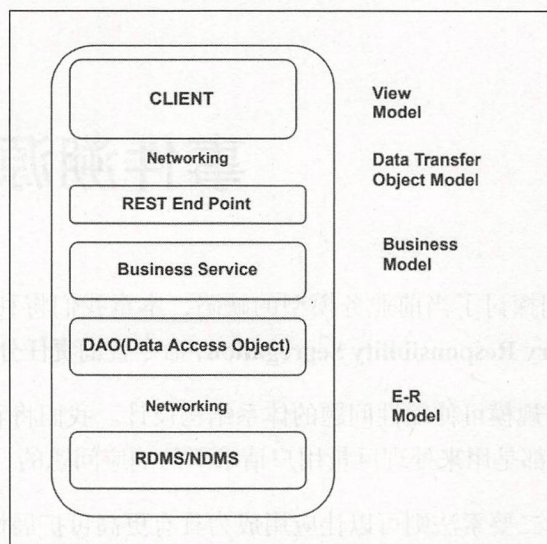 CLIENT
View
Model
Networking
Data Transfer
Object Model
REST End Point
Business
Model
Business Service
DAO(Data Access Object)
Networking
E-R
Model
RDMS/NDMS